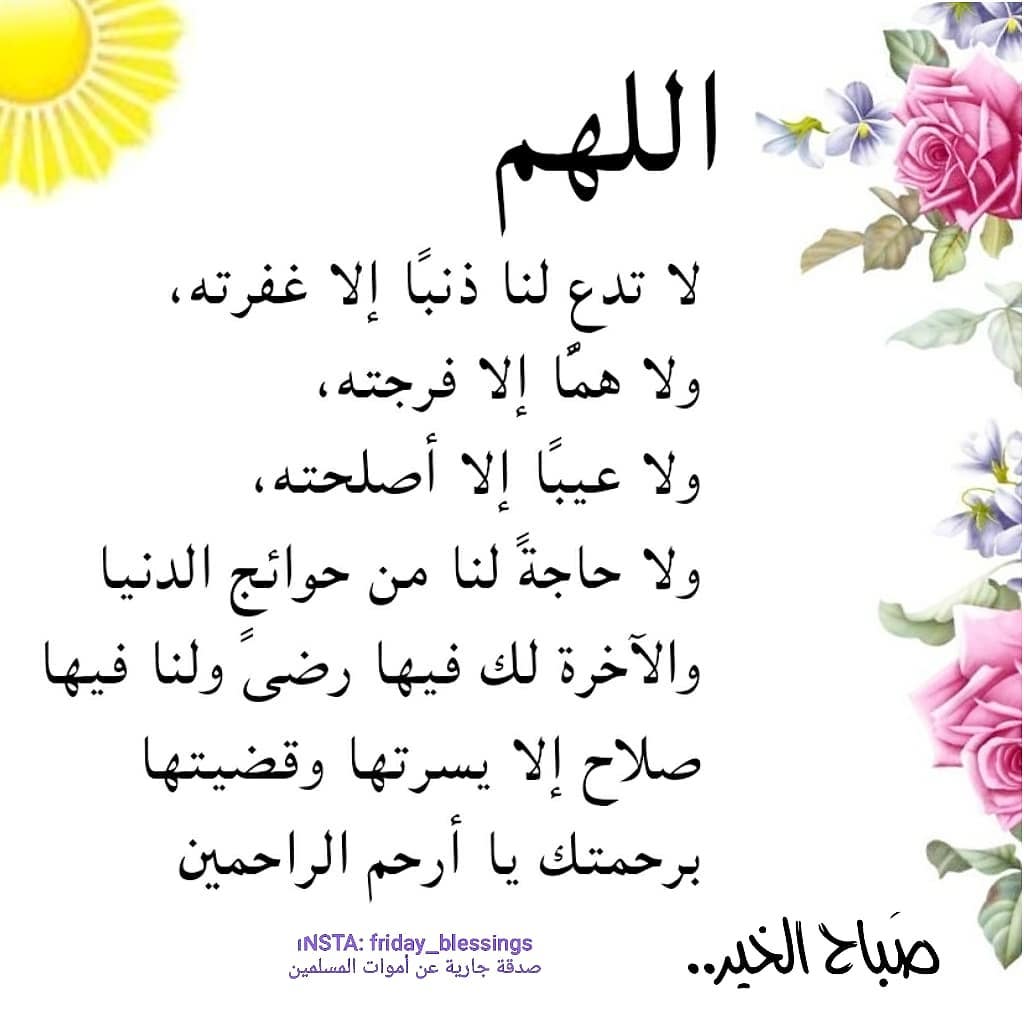 اللهم
لا تدع لنا ذنبًا إلا غفرته،
ولا همًّا إلا فرجته،
ولا عيبًا إلا أصلحته،
ولا حاجةً لنا من حوائجِ الدنيا
والآخرة لك فيها رضىً ولنا فيها
صلاح إلا يسرتها وقضيتها
برحمتك يا أرحم الراحمين
صَباح الخير..
INSTA: friday_blessings
صدقة جارية عن أموات المسلمين